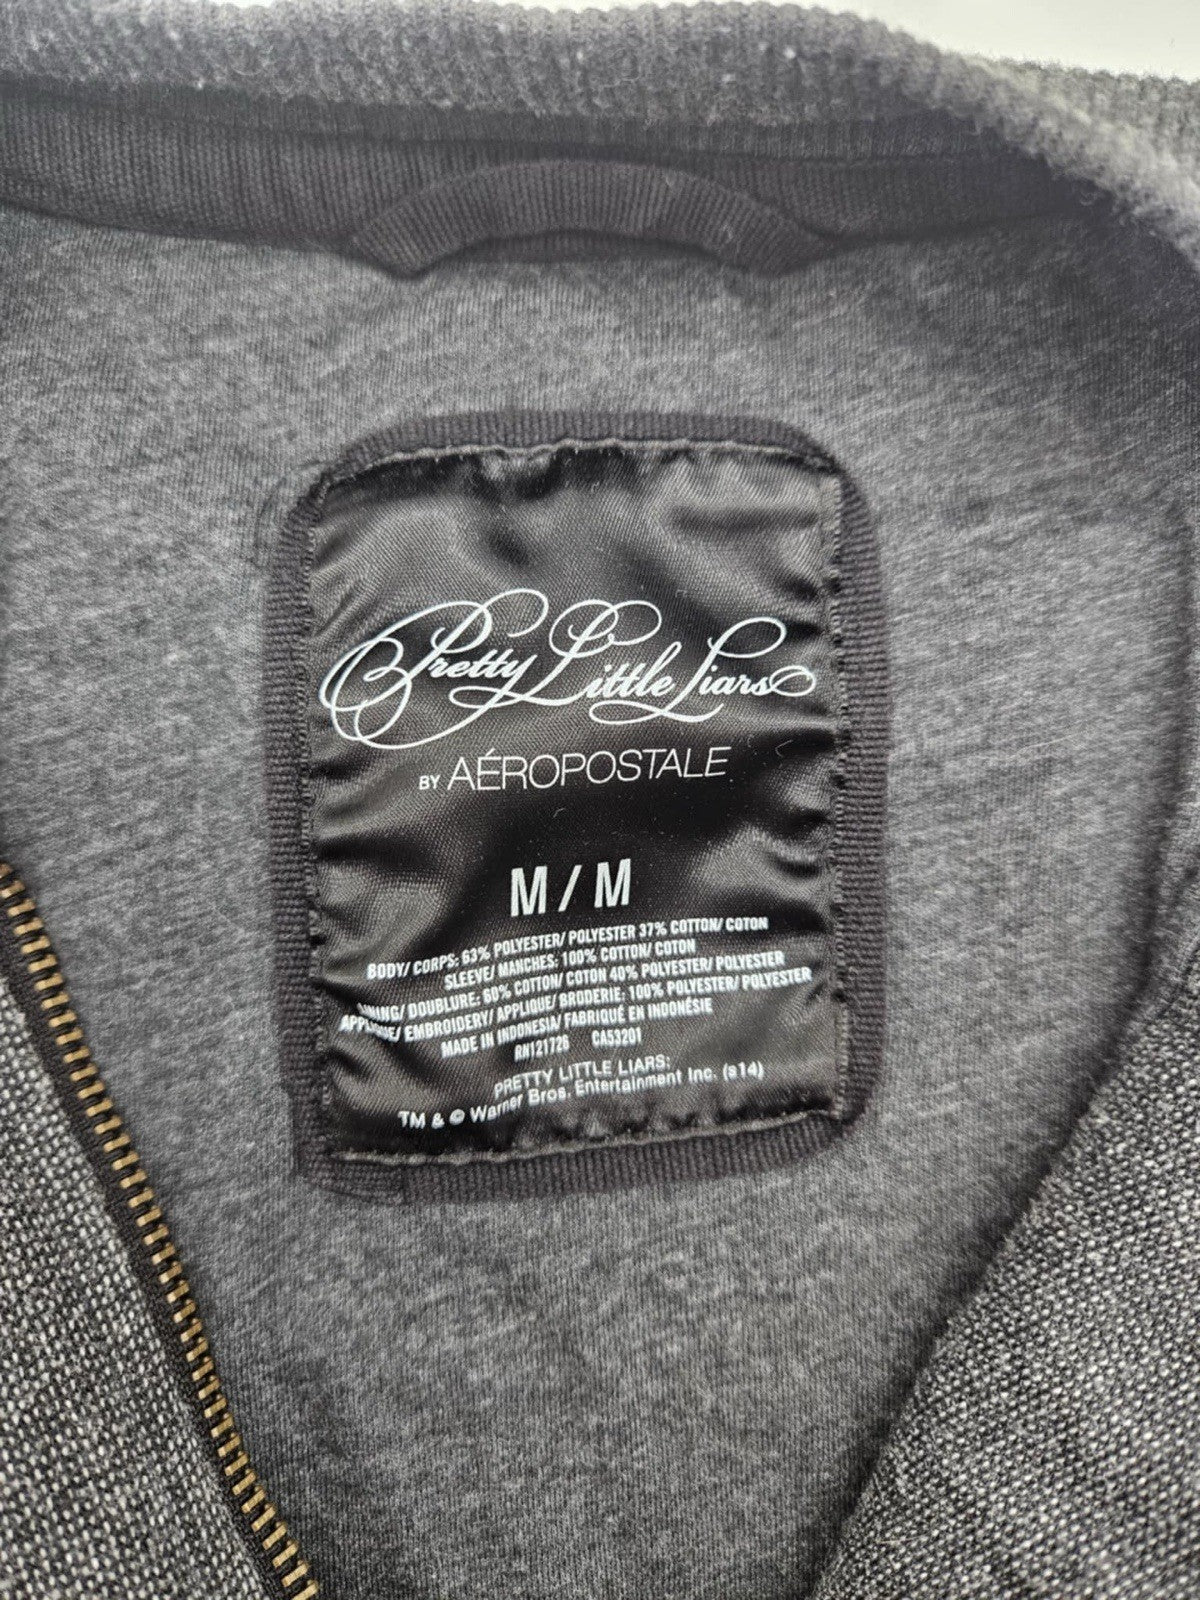 Pretty Little Liars
BY AÉROPOSTALE
M / M
BODY/ CORPS: 63% POLYESTER/ POLYESTER 37% COTTON/ COTON
SLEEVE/ MANCHES: 100% COTTON/ COTON
LINING/ DOUBLURE: 60% COTTON/ COTON 40% POLYESTER/ POLYESTER
APPLIQUE/ EMBROIDERY/ APPLIQUE/ BRODERIE: 100% POLYESTER/ POLYESTER
MADE IN INDONESIA/ FABRIQUÉ EN INDONÉSIE
RN121726 CA53201
PRETTY LITTLE LIARS:
TM & © Warner Bros. Entertainment Inc. (s14)